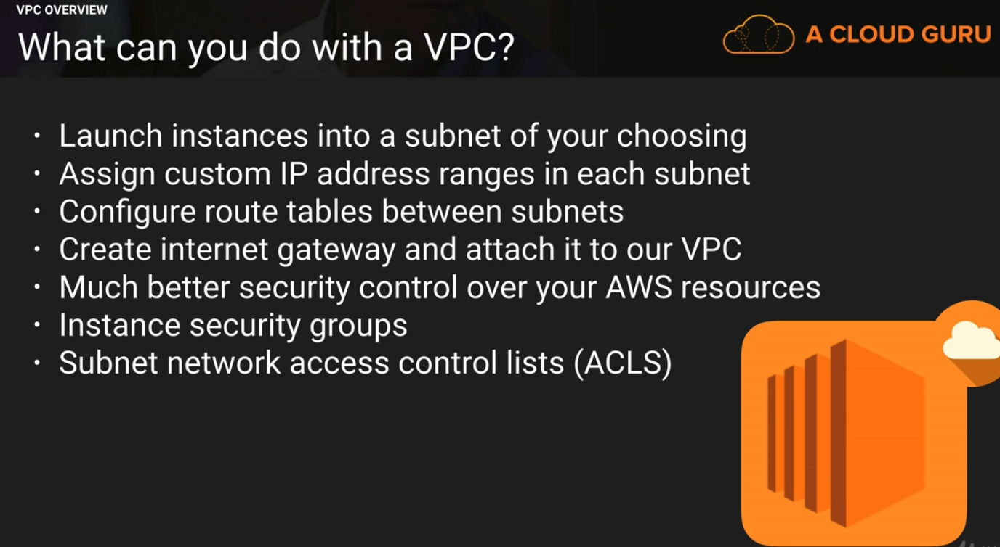 VPC OVERVIEW
What can you do with a VPC?
A CLOUD GURU
· Launch instances into a subnet of your choosing
· Assign custom IP address ranges in each subnet
· Configure route tables between subnets
· Create internet gateway and attach it to our VPC
· Much better security control over your AWS resources
· Instance security groups
· Subnet network access control lists (ACLS)